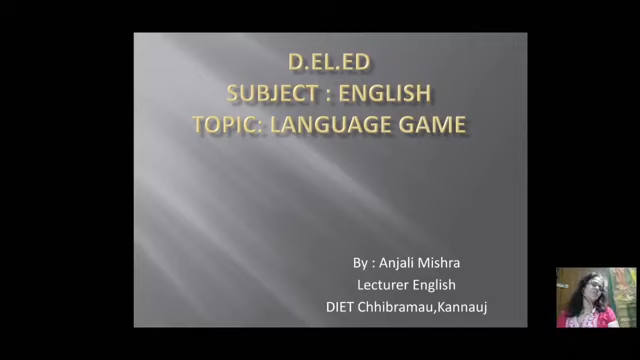 D.EL.ED
SUBJECT : ENGLISH
TOPIC: LANGUAGE GAME
By : Anjali Mishra
Lecturer English
DIET Chhibramau,Kannauj